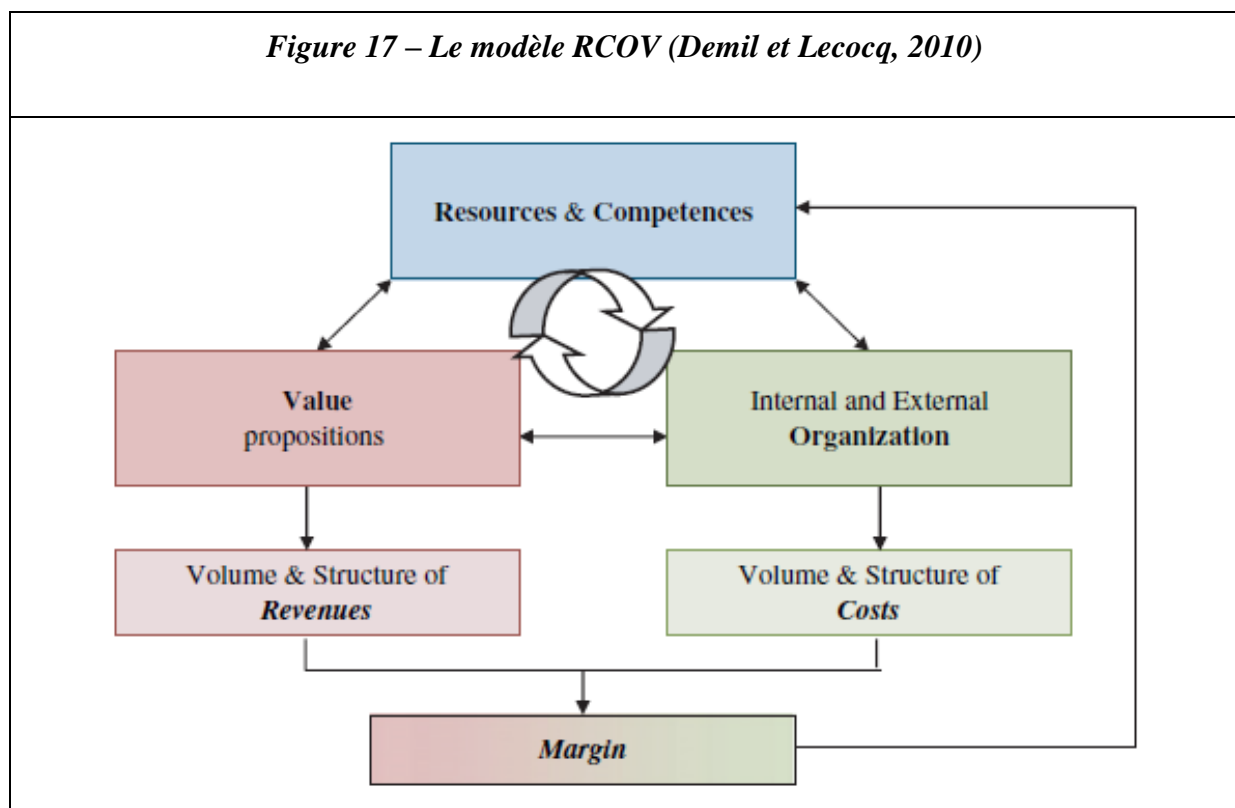 Figure 17 – Le modèle RCOV (Demil et Lecocq, 2010)
Resources & Competences
Value
propositions
Internal and External
Organization
Volume & Structure of
Revenues
Volume & Structure of
Costs
Margin